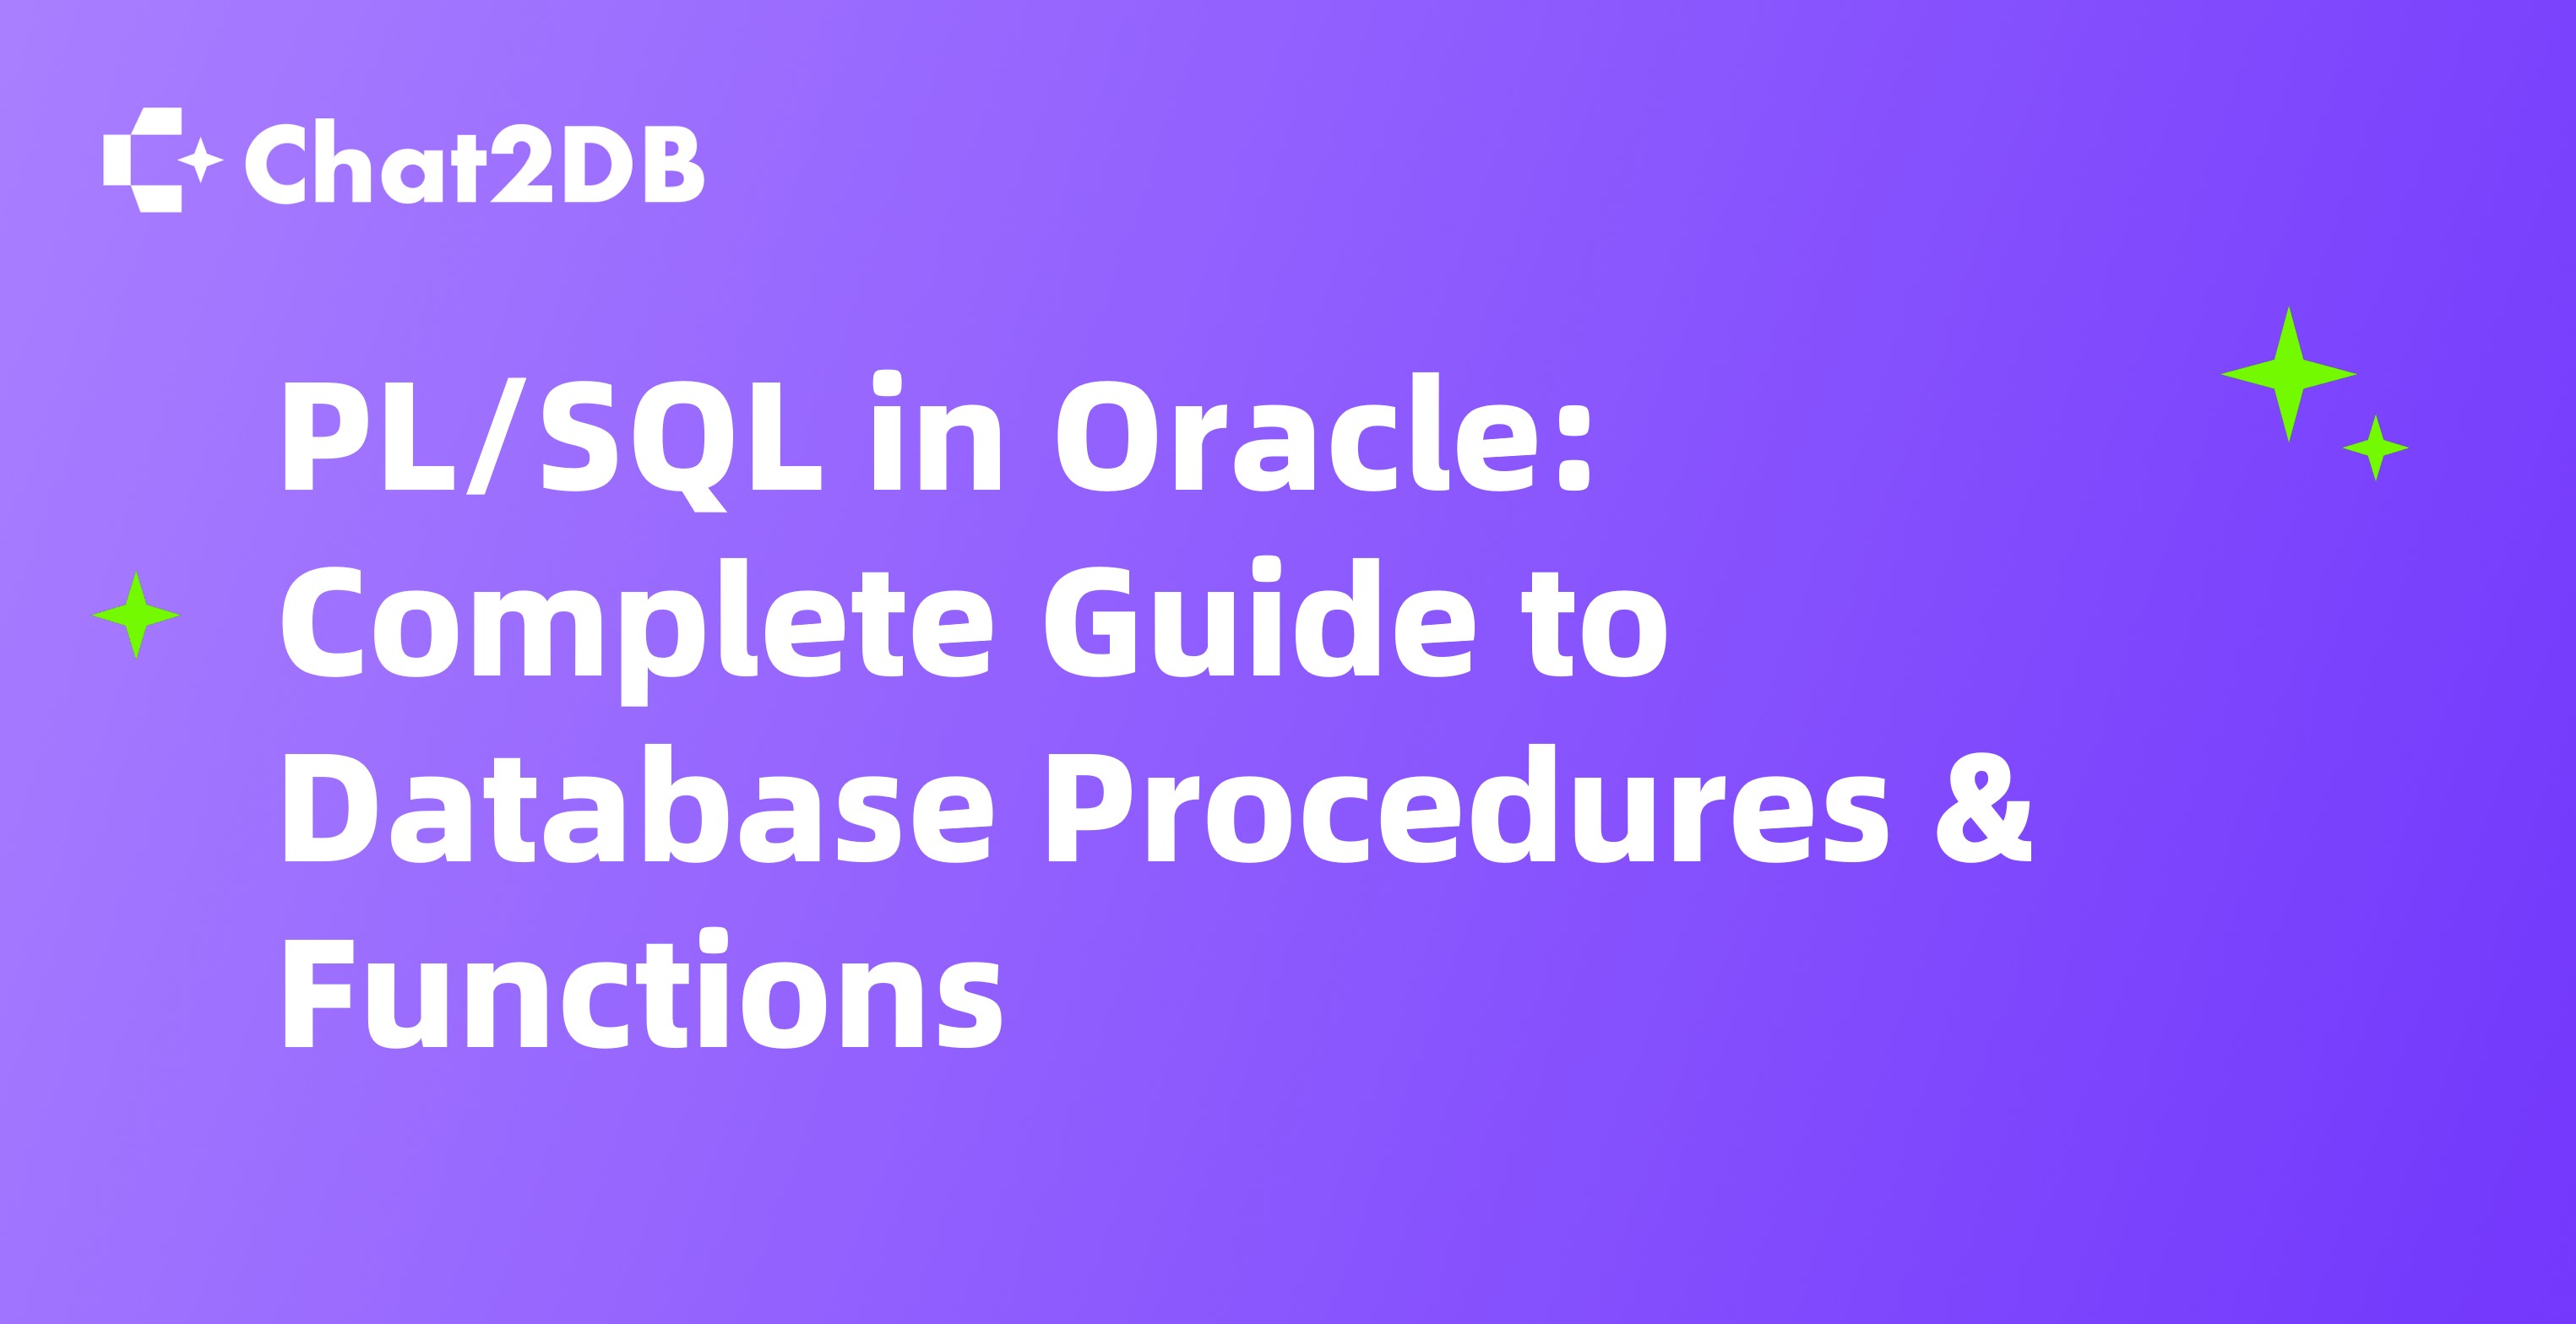 Chat2DB
PL/SQL in Oracle:
Complete Guide to
Database Procedures &
Functions